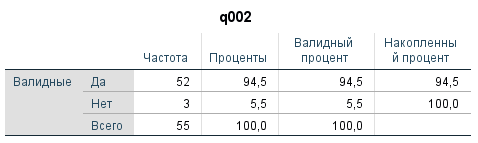 q002
Частота Проценты Валидный процент Накопленны й процент
Валидные Да 52 94,5 94,5 94,5
Нет 3 5,5 5,5 100,0
Всего 55 100,0 100,0